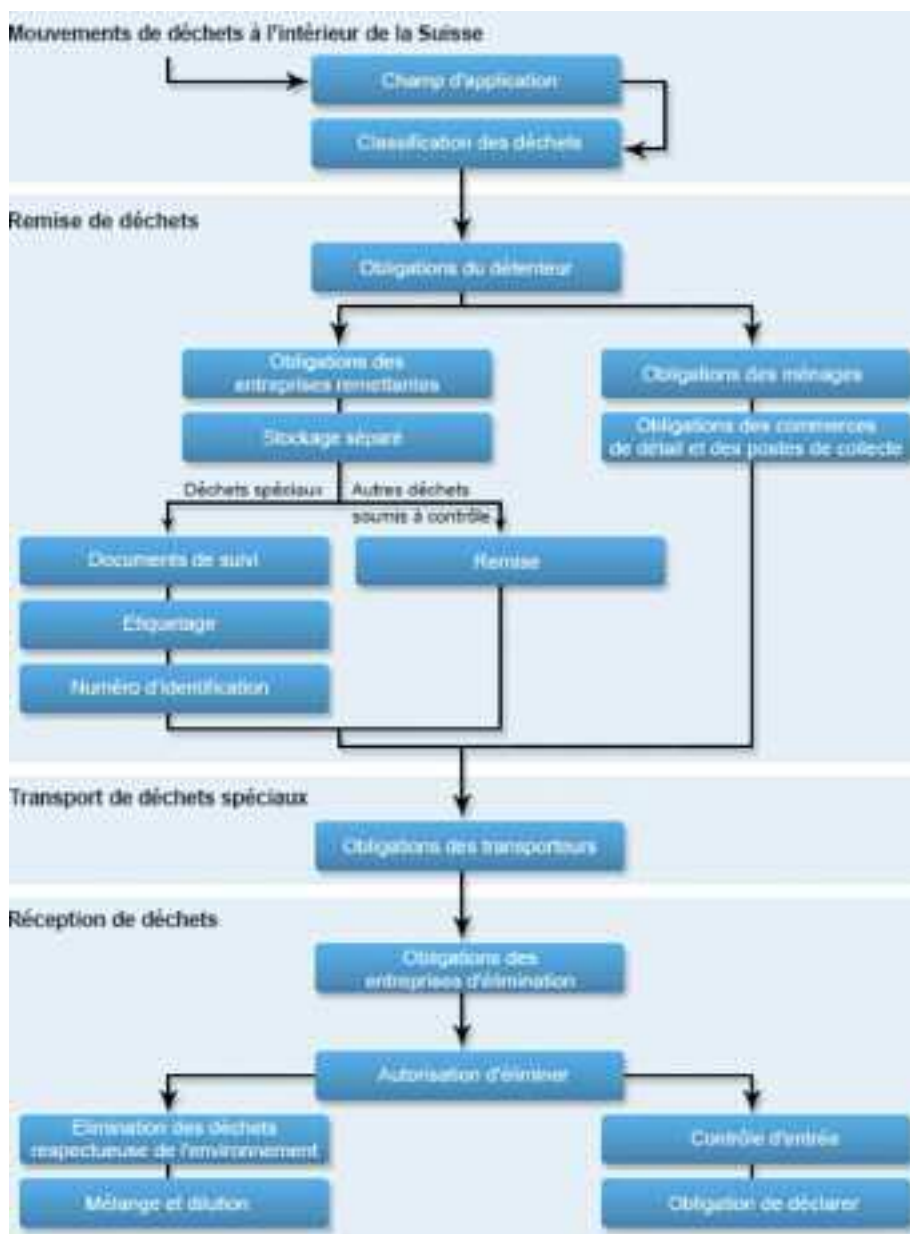 Mouvements de déchets à l'intérieur de la Suisse
Champ d'application
Classification des déchets
Remise de déchets
Obligations du détenteur
Obligations des
entreprises remettantes
Stockage séparé
Obligations des ménages
Obligations des commerces
de détail et des postes de collecte
Déchets spéciaux
Autres déchets
soumis à contrôle
Documents de suivi
Etiquetage
Numéro d'identification
Remise
Transport de déchets spéciaux
Obligations des transporteurs
Réception de déchets
Obligations des
entreprises d'élimination
Autorisation d'éliminer
Elimination des déchets
respectueuse de l'environnement
Mélange et dilution
Contrôle d'entrée
Obligation de déclarer